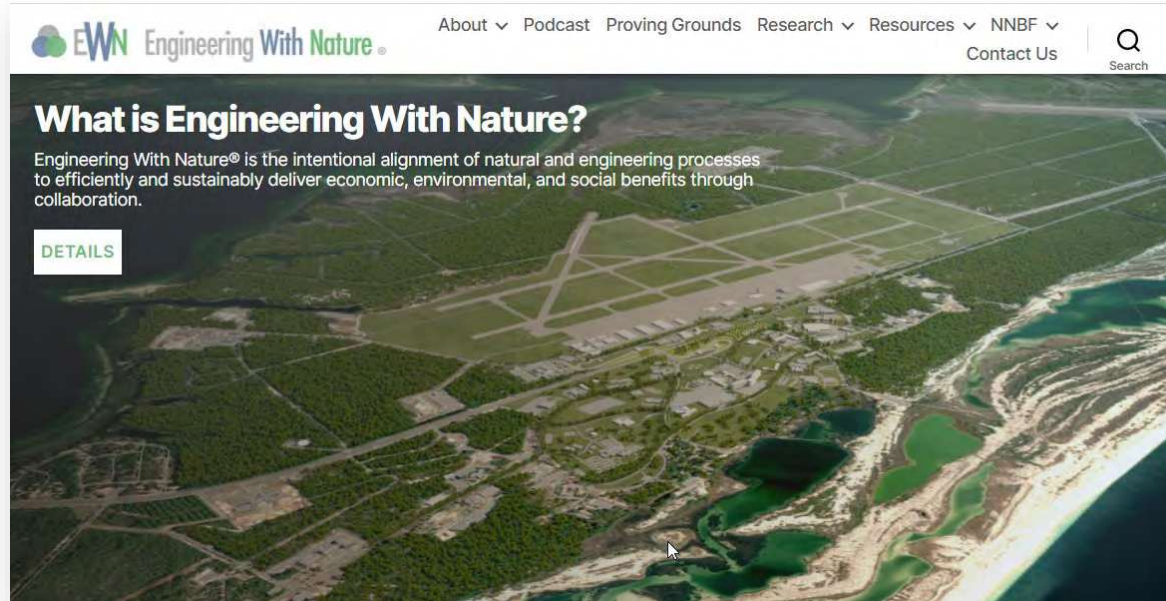 EWN Engineering With Nature ®
About Podcast Proving Grounds Research Resources NNBF
Contact Us
Search
What is Engineering With Nature?
Engineering With Nature® is the intentional alignment of natural and engineering processes
to efficiently and sustainably deliver economic, environmental, and social benefits through
collaboration.
DETAILS